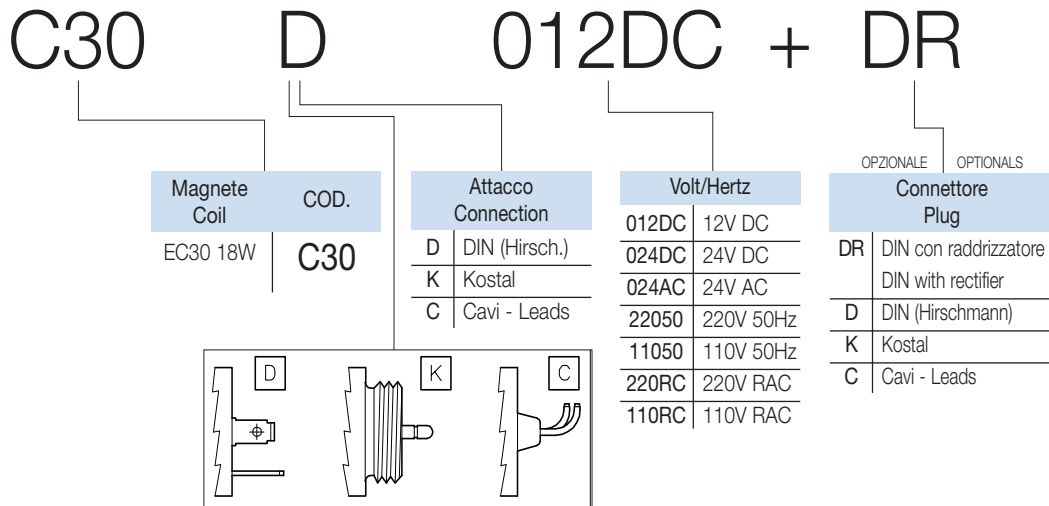 C30 D 012DC + DR
OPZIONALE OPTIONALS
Magnete
Coil
COD.
EC30 18W C30
Attacco
Connection
D DIN (Hirsch.)
K Kostal
C Cavi - Leads
Volt/Hertz
012DC 12V DC
024DC 24V DC
024AC 24V AC
22050 220V 50Hz
11050 110V 50Hz
220RC 220V RAC
110RC 110V RAC
Connettore
Plug
DR DIN con raddrizzatore
DIN with rectifier
D DIN (Hirschmann)
K Kostal
C Cavi - Leads
D K C